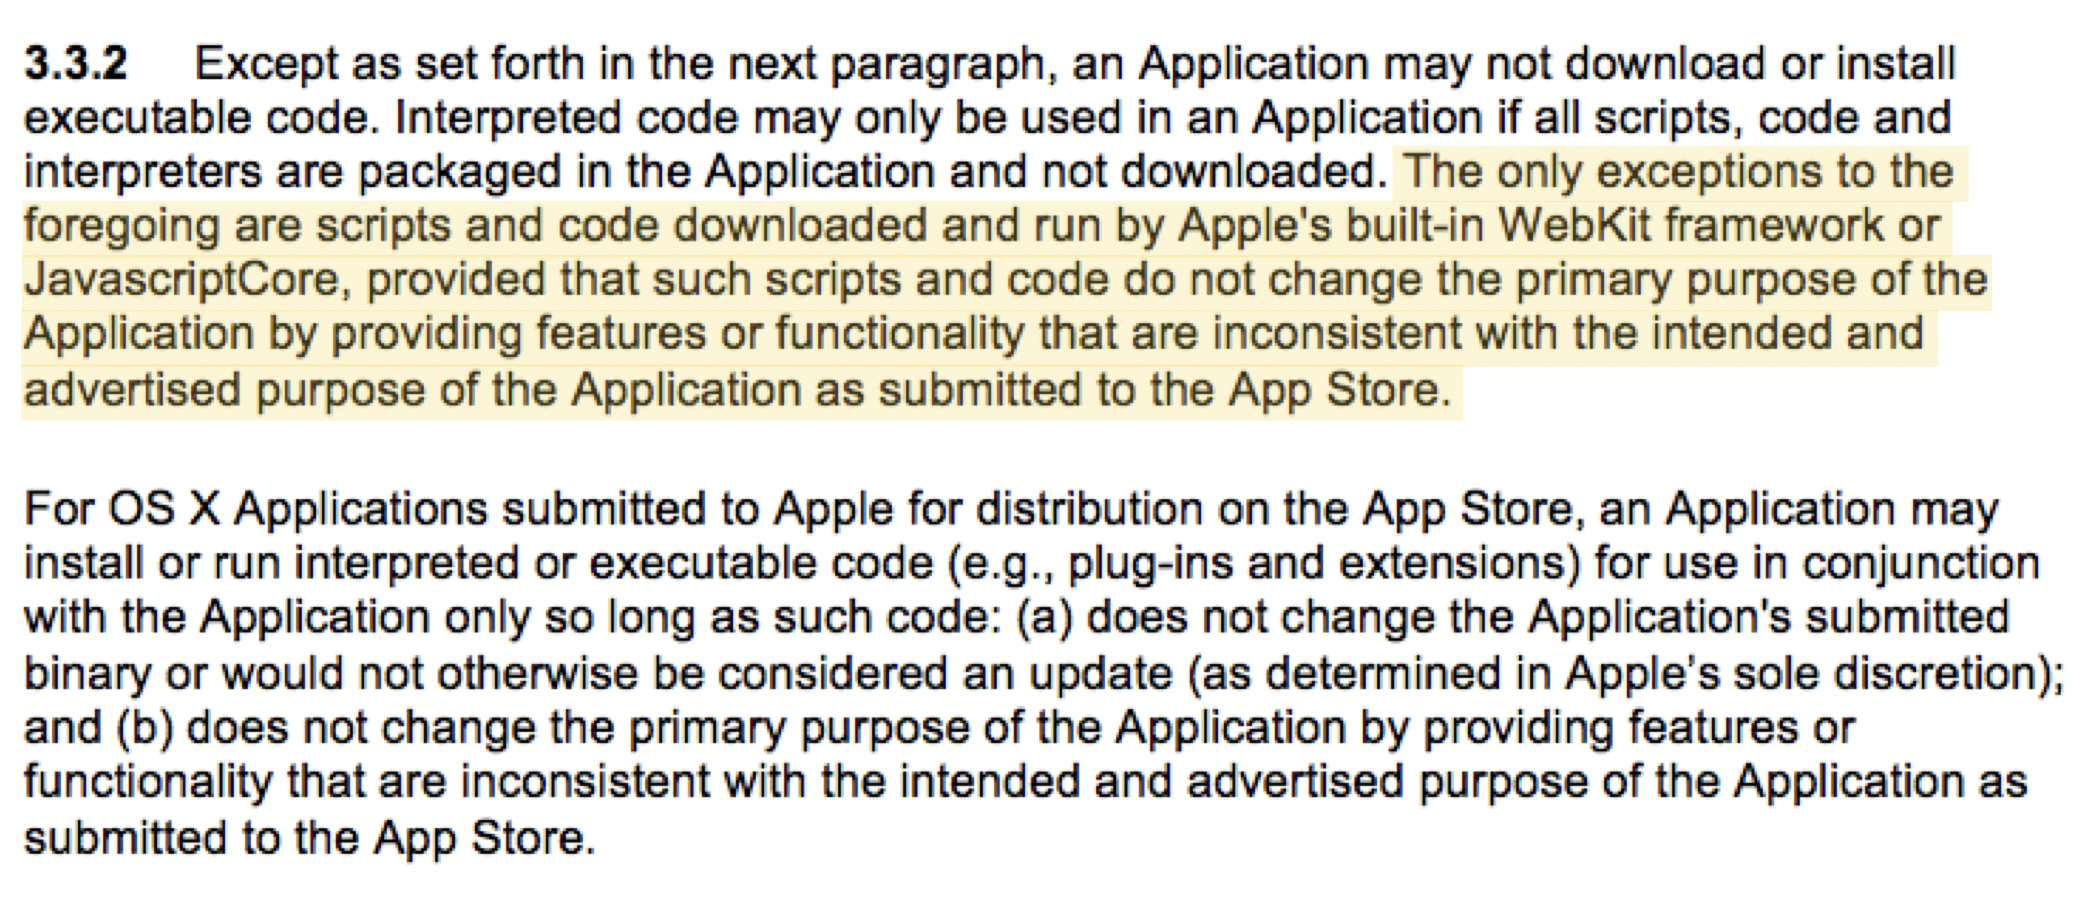 3.3.2 Except as set forth in the next paragraph, an Application may not download or install
executable code. Interpreted code may only be used in an Application if all scripts, code and
interpreters are packaged in the Application and not downloaded. The only exceptions to the
foregoing are scripts and code downloaded and run by Apple's built-in WebKit framework or
JavascriptCore, provided that such scripts and code do not change the primary purpose of the
Application by providing features or functionality that are inconsistent with the intended and
advertised purpose of the Application as submitted to the App Store.
For OS X Applications submitted to Apple for distribution on the App Store, an Application may
install or run interpreted or executable code (e.g., plug-ins and extensions) for use in conjunction
with the Application only so long as such code: (a) does not change the Application's submitted
binary or would not otherwise be considered an update (as determined in Apple's sole discretion);
and (b) does not change the primary purpose of the Application by providing features or
functionality that are inconsistent with the intended and advertised purpose of the Application as
submitted to the App Store.